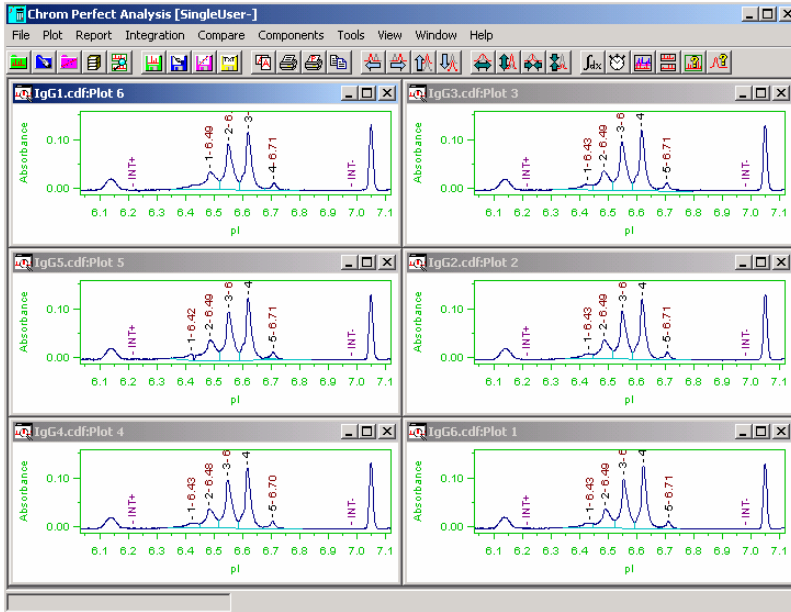 Chrom Perfect Analysis [SingleUser-]
File Plot Report Integration Compare Components Tools View Window Help
IgG1.cdf:Plot 6
Absorbance
0.10
0.00
INT+
1-6.49
2-6.
3-
4-6.71
INT-
6.1 6.2 6.3 6.4 6.5 6.6 6.7 6.8 6.9 7.0 7.1
pI
IgG3.cdf:Plot 3
Absorbance
0.10
0.00
INT+
1-6.43
2-6.49
3-6
4
5-6.71
INT-
6.1 6.2 6.3 6.4 6.5 6.6 6.7 6.8 6.9 7.0 7.1
pI
IgG5.cdf:Plot 5
Absorbance
0.10
0.00
INT+
1-6.42
2-6.49
3-6
4
5-6.71
INT-
6.1 6.2 6.3 6.4 6.5 6.6 6.7 6.8 6.9 7.0 7.1
pI
IgG2.cdf:Plot 2
Absorbance
0.10
0.00
INT+
1-6.43
2-6.49
3-6
4
5-6.71
INT-
6.1 6.2 6.3 6.4 6.5 6.6 6.7 6.8 6.9 7.0 7.1
pI
IgG4.cdf:Plot 4
Absorbance
0.10
0.00
INT+
1-6.43
2-6.48
3-6
4
5-6.70
INT-
6.1 6.2 6.3 6.4 6.5 6.6 6.7 6.8 6.9 7.0 7.1
pI
IgG6.cdf:Plot 1
Absorbance
0.10
0.00
INT+
1-6.43
2-6.49
3-6
4
5-6.71
INT-
6.1 6.2 6.3 6.4 6.5 6.6 6.7 6.8 6.9 7.0 7.1
pI